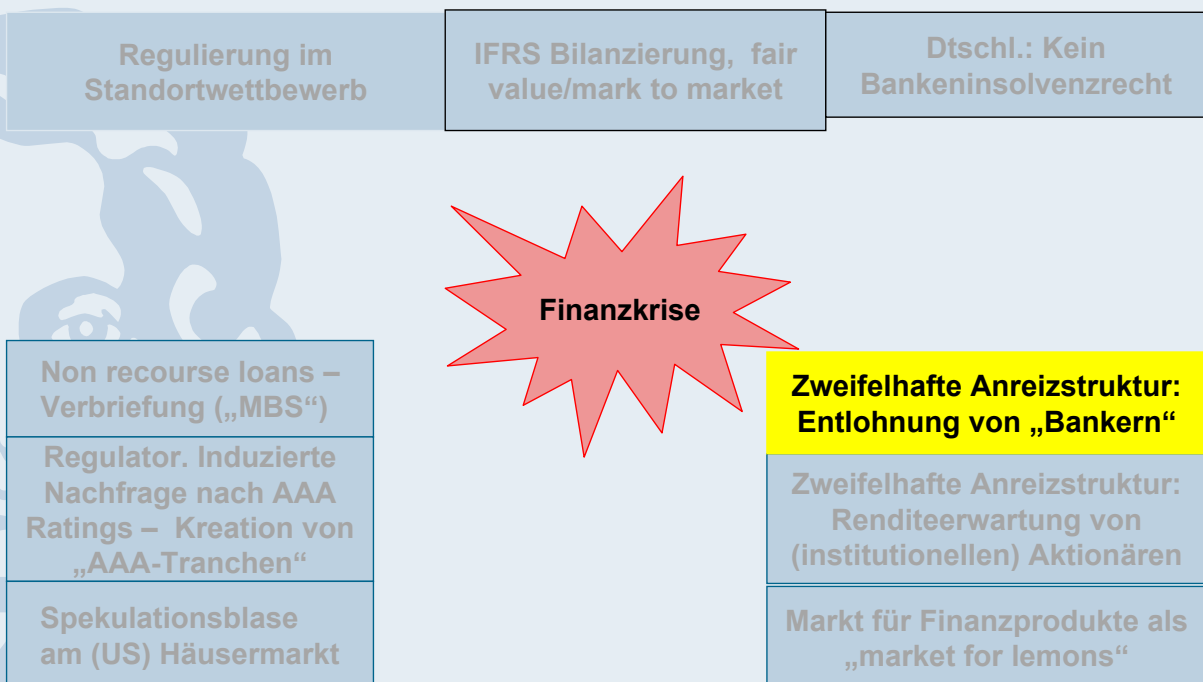 Regulierung im
Standortwettbewerb
IFRS Bilanzierung, fair
value/mark to market
Dtschl.: Kein
Bankeninsolvenzrecht
Finanzkrise
Non recourse loans –
Verbriefung („MBS“)
Regulator. Induzierte
Nachfrage nach AAA
Ratings – Kreation von
„AAA-Tranchen“
Spekulationsblase
am (US) Häusermarkt
Zweifelhafte Anreizstruktur:
Entlohnung von „Bankern“
Zweifelhafte Anreizstruktur:
Renditeerwartung von
(institutionellen) Aktionären
Markt für Finanzprodukte als
„market for lemons“